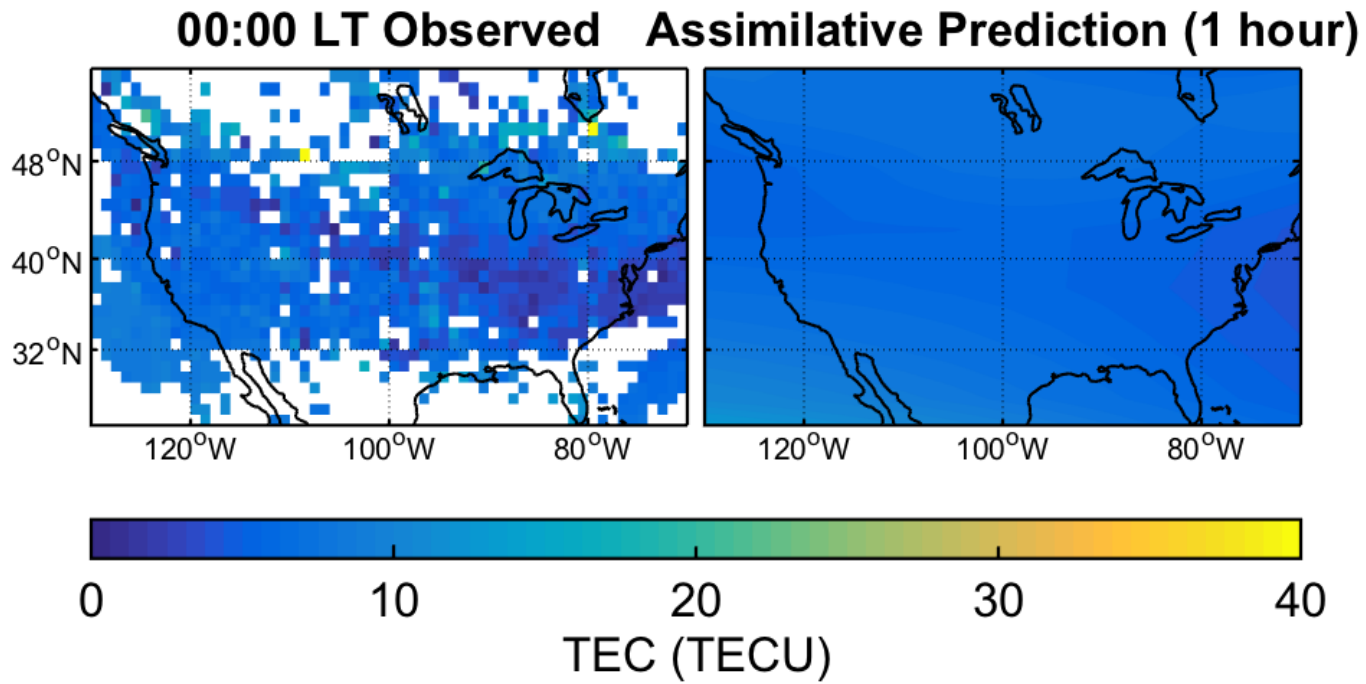 00:00 LT Observed Assimilative Prediction (1 hour)
48°N
40°N
32°N
120°W 100°W 80°W 120°W 100°W 80°W
0 10 20 30 40
TEC (TECU)